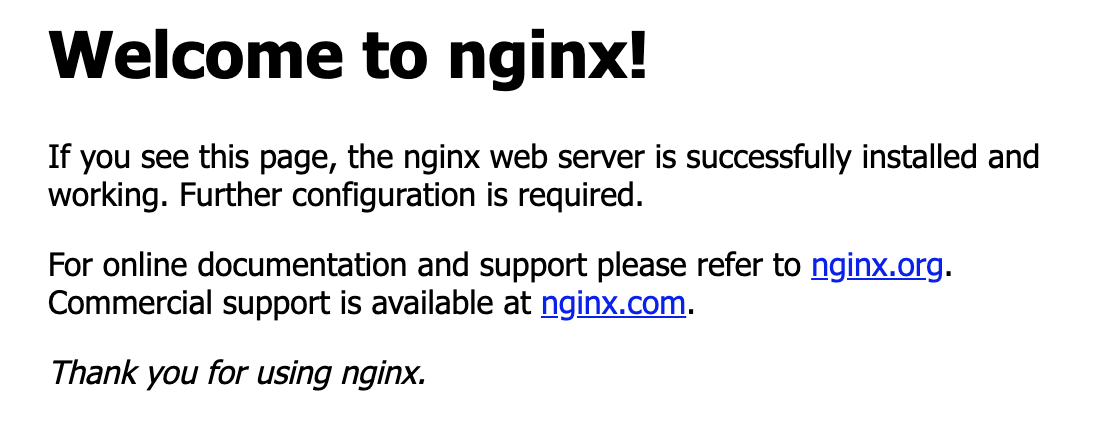 Welcome to nginx!
If you see this page, the nginx web server is successfully installed and
working. Further configuration is required.
For online documentation and support please refer to nginx.org.
Commercial support is available at nginx.com.
Thank you for using nginx.